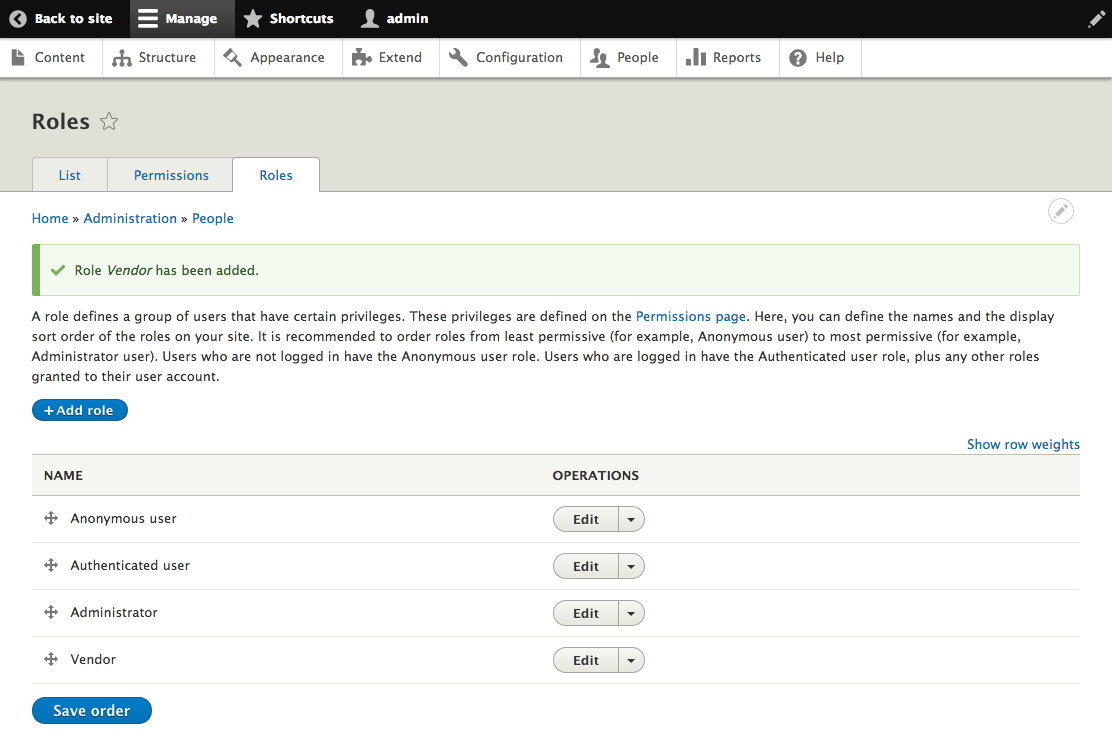 Back to site Manage Shortcuts admin
Content Structure Appearance Extend Configuration People Reports Help
Roles
List Permissions Roles
Home » Administration » People
Role Vendor has been added.
A role defines a group of users that have certain privileges. These privileges are defined on the Permissions page. Here, you can define the names and the display
sort order of the roles on your site. It is recommended to order roles from least permissive (for example, Anonymous user) to most permissive (for example,
Administrator user). Users who are not logged in have the Anonymous user role. Users who are logged in have the Authenticated user role, plus any other roles
granted to their user account.
+ Add role
Show row weights
NAME OPERATIONS
Anonymous user Edit
Authenticated user Edit
Administrator Edit
Vendor Edit
Save order